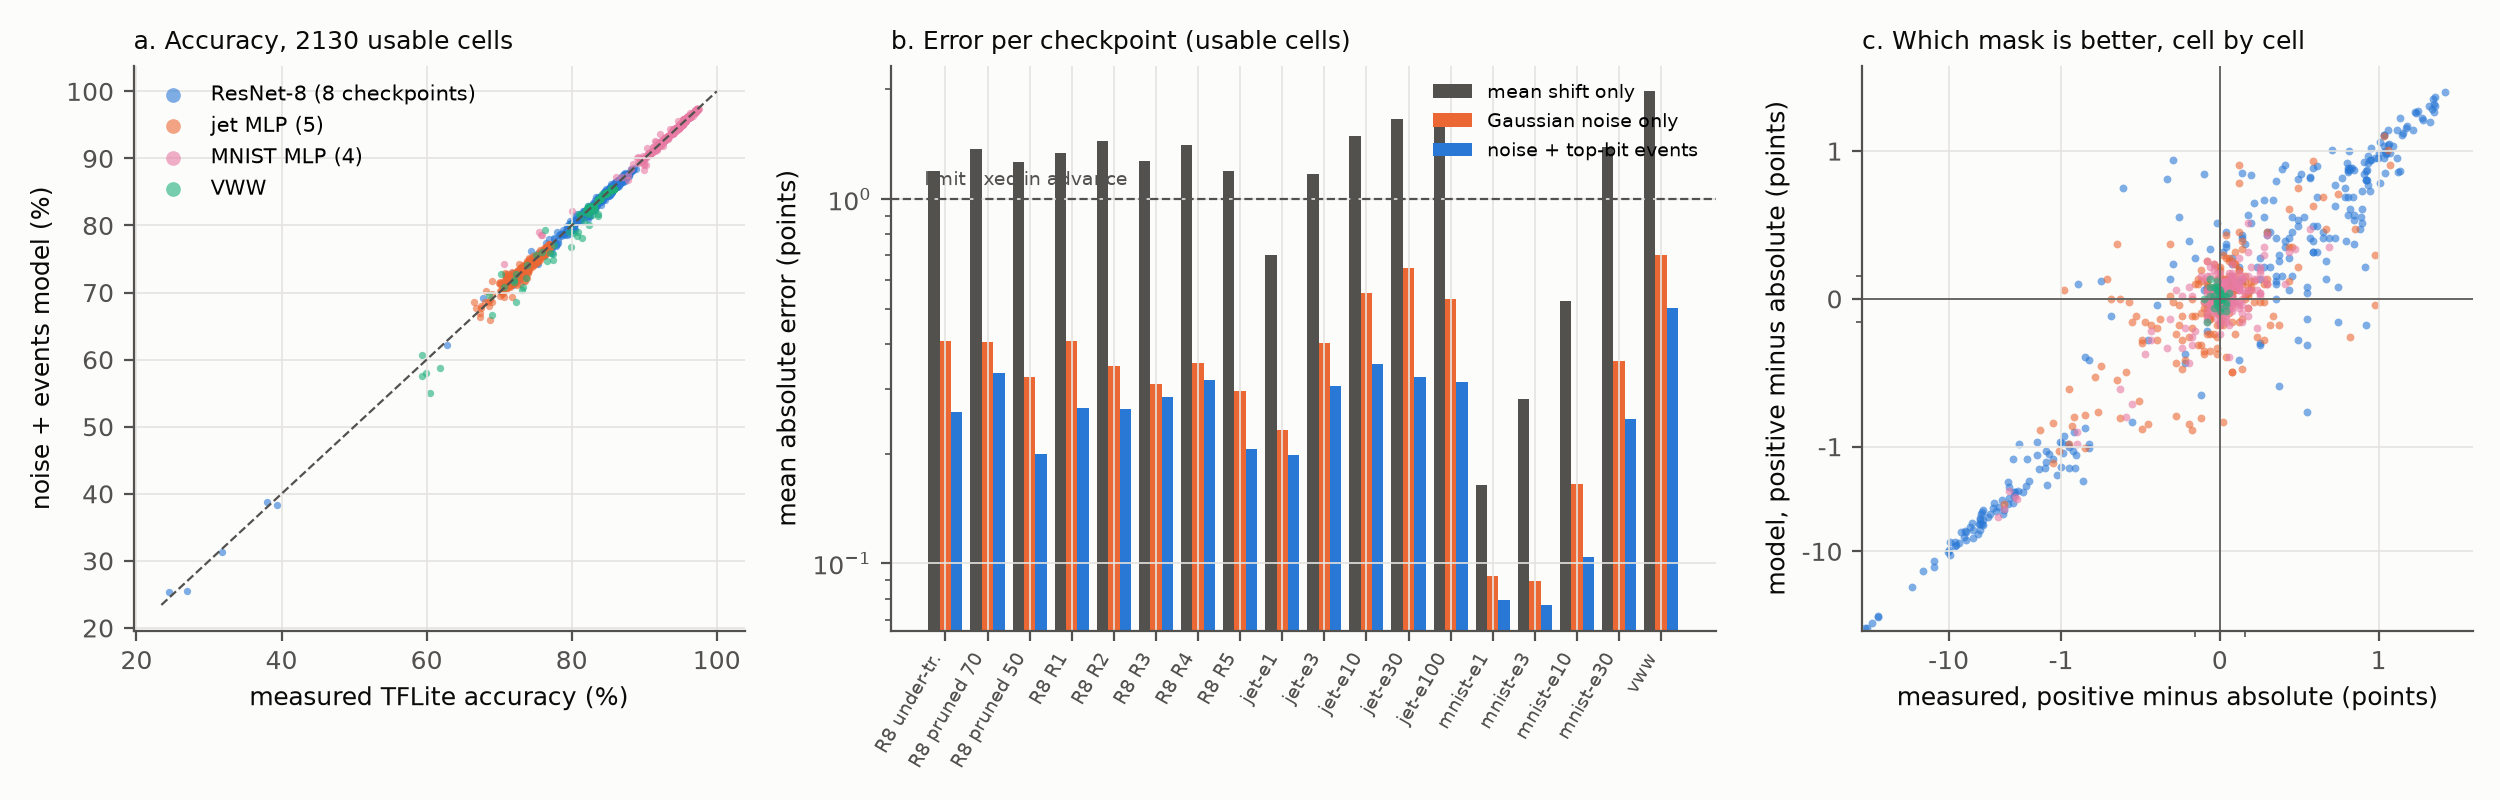 a. Accuracy, 2130 usable cells
noise + events model (%)
100
90
80
70
60
50
40
30
20
ResNet-8 (8 checkpoints)
jet MLP (5)
MNIST MLP (4)
VWW
20
40
60
80
100
measured TFLite accuracy (%)
b. Error per checkpoint (usable cells)
mean absolute error (points)
10⁰
10⁻¹
mean shift only
Gaussian noise only
noise + top-bit events
in advance
R8 under-tr.
R8 pruned 70
R8 pruned 50
R8 R1
R8 R2
R8 R3
R8 R4
R8 R5
jet-e1
jet-e3
jet-e10
jet-e30
jet-e100
mnist-e1
mnist-e3
mnist-e10
mnist-e30
vww
c. Which mask is better, cell by cell
model, positive minus absolute (points)
1
0
-1
-10
-10
-1
0
1
measured, positive minus absolute (points)